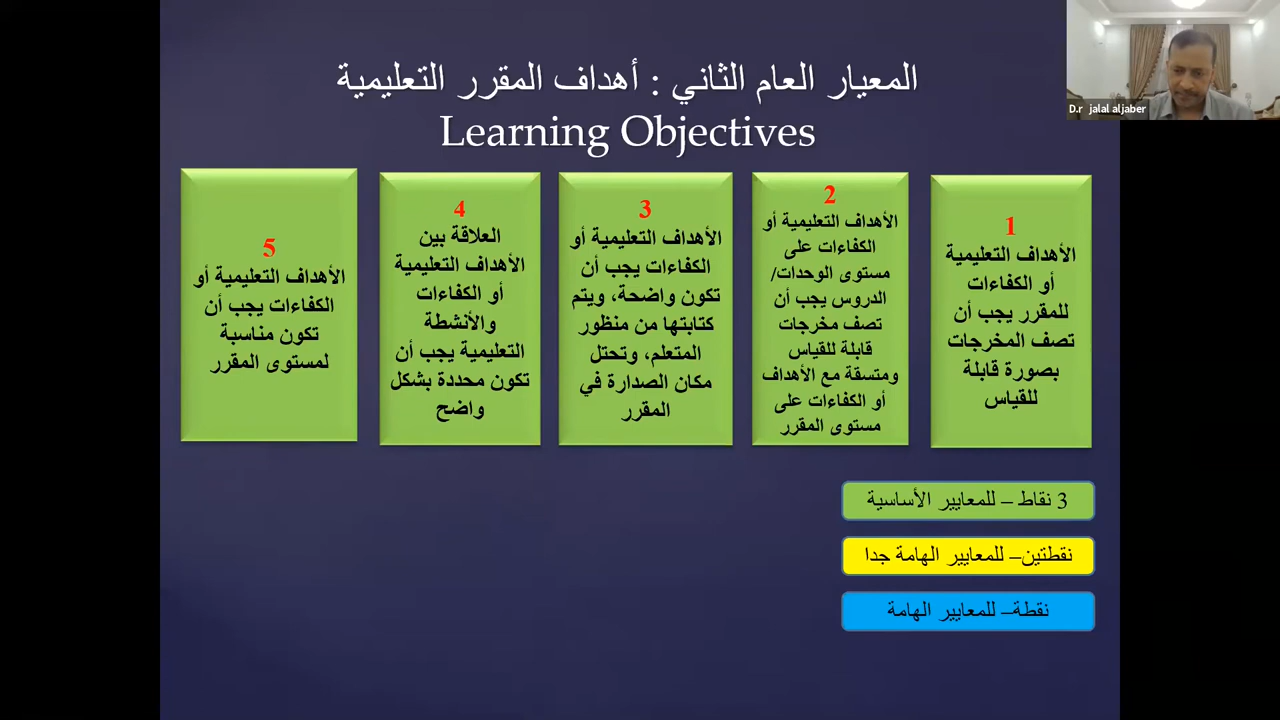 المعيار العام الثاني : أهداف المقرر التعليمية
Learning Objectives
D.r jalal aljaber
1
الأهداف التعليمية
أو الكفاءات
للمقرر يجب أن
تصف المخرجات
بصورة قابلة
للقياس
2
الأهداف التعليمية أو
الكفاءات على
مستوى الوحدات/
الدروس يجب أن
تصف مخرجات
قابلة للقياس
ومتسقة مع الأهداف
أو الكفاءات على
مستوى المقرر
3
الأهداف التعليمية أو
الكفاءات يجب أن
تكون واضحة، ويتم
كتابتها من منظور
المتعلم، وتحتل
مكان الصدارة في
المقرر
4
العلاقة بين
الأهداف التعليمية
أو الكفاءات
والأنشطة
التعليمية يجب أن
تكون محددة بشكل
واضح
5
الأهداف التعليمية أو
الكفاءات يجب أن
تكون مناسبة
لمستوى المقرر
3 نقاط – للمعايير الأساسية
نقطتين– للمعايير الهامة جدا
نقطة– للمعايير الهامة